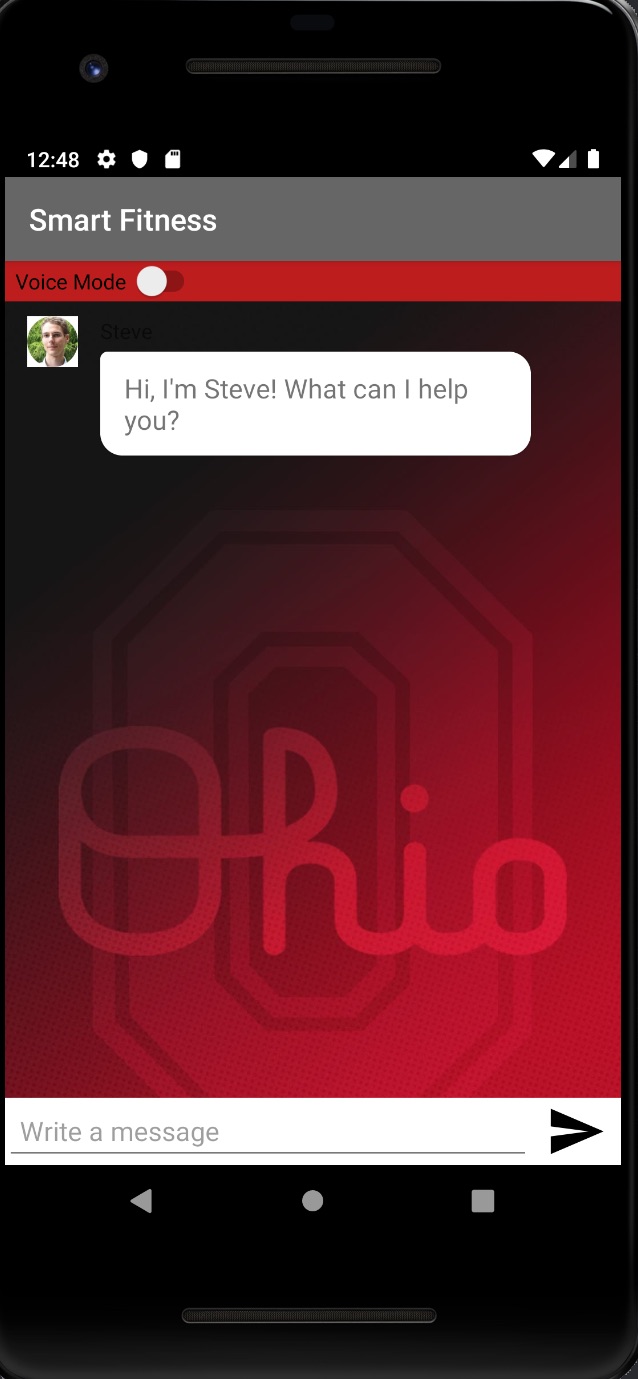 12:48
Smart Fitness
Voice Mode
Steve
Hi, I'm Steve! What can I help
you?
Ohio
Write a message